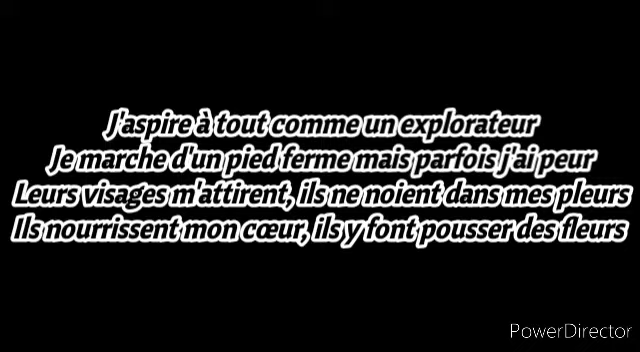 J'aspire à tout comme un explorateur
Je marche d'un pied ferme mais parfois j'ai peur
Leurs visages m'attirent, ils ne noient dans mes pleurs
Ils nourrissent mon cœur, ils y font pousser des fleurs
PowerDirector